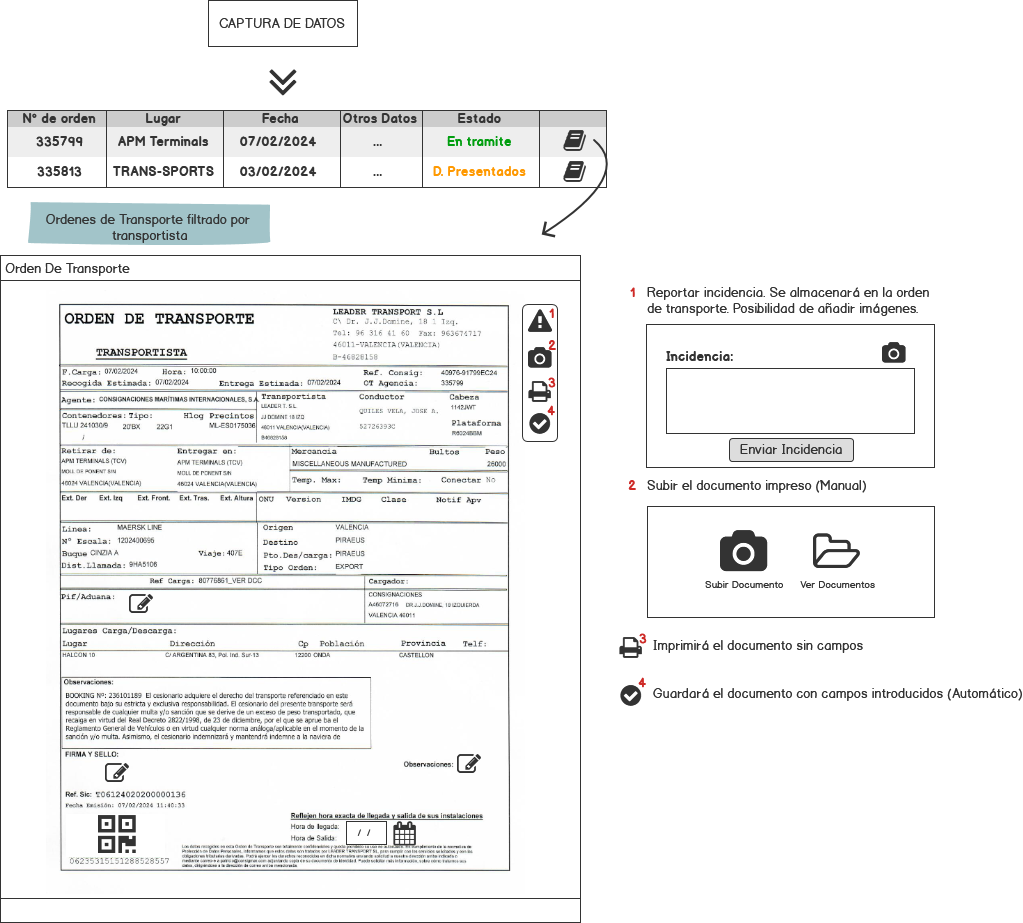 CAPTURA DE DATOS
Nº de orden Lugar Fecha Otros Datos Estado
335799 APM Terminals 07/02/2024 ... En tramite
335813 TRANS-SPORTS 03/02/2024 ... D. Presentados
Ordenes de Transporte filtrado por
transportista
Orden De Transporte
ORDEN DE TRANSPORTE
LEADER TRANSPORT S.L
C\ Dr. J.J.Domine, 18 1 Izq.
Tel: 96 316 41 60 Fax: 963674717
46011-VALENCIA(VALENCIA)
B-46828158
TRANSPORTISTA
F.Carga: 07/02/2024 Hora: 10:00:00 Ref. Consig: 40976-91799EC24
Recogida Estimada: 07/02/2024 Entrega Estimada: 07/02/2024 OT Agencia: 335799
Agente: CONSIGNACIONES MARÍTIMAS INTERNACIONALES, S.A.
Transportista Conductor Cabeza
LEADER T. S.L 1142JWT
JJ DOMINE 18 IZQ QUILES VELA, JOSE A.
Plataforma
46011 VALENCIA(VALENCIA) 52726393C R6024BBM
B46828158
Contenedores: Tipo: Hlog Precintos
TLLU 241030/9 20'BX 22G1 ML-ES0175036
/
Retirar de: Entregar en:
APM TERMINALS (TCV) APM TERMINALS (TCV)
MOLL DE PONENT S/N MOLL DE PONENT S/N
46024 VALENCIA(VALENCIA) 46024 VALENCIA(VALENCIA)
Mercancia Bultos Peso
MISCELLANEOUS MANUFACTURED 26000
Temp. Max: Temp Minima: Conectar No
Ext. Der Ext. Izq Ext. Front. Ext. Tras. Ext. Altura ONU Version IMDG Clase Notif Apv
Linea: MAERSK LINE
Nº Escala: 1202400695
Buque CINZIA A Viaje: 407E
Dist.Llamada: 9HA5106
Origen VALENCIA
Destino PIRAEUS
Pto.Des/carga: PIRAEUS
Tipo Orden: EXPORT
Ref Carga: 80776861_VER DCC
Cargador:
Pif/Aduana:
CONSIGNACIONES
A46072716 DR J.J.DOMINE, 18 IZQUIERDA
VALENCIA 46011
Lugares Carga/Descarga:
Lugar Dirección Cp Población Provincia Telf:
HALCON 10 C/ ARGENTINA 83, Pol. Ind. Sur-13 12200 ONDA CASTELLON
Observaciones:
BOOKING Nº: 236101189 El cesionario adquiere el derecho del transporte referenciado en este
documento bajo su estricta y exclusiva responsabilidad. El cesionario del presente transporte será
responsable de cualquier multa y/o sanción que se derive de un exceso de peso transportado, que
recaiga en virtud del Real Decreto 2822/1998, de 23 de diciembre, por el que se aprue ba el
Reglamento General de Vehículos o en virtud cualquier norma análoga/aplicable en el momento de la
sanción y/o multa. Asimismo, el cesionario indemnizará y mantendrá indemne a la naviera de
FIRMA Y SELLO:
Observaciones:
Ref. Sic: T06124020200000136
Fecha Emisión: 07/02/2024 11:40:33
Reflejen hora exacta de llegada y salida de sus instalaciones
Hora de llegada:
Hora de Salida:
/ /
06235315151288528557
1
2
3
4
1 Reportar incidencia. Se almacenará en la orden
de transporte. Posibilidad de añadir imágenes.
Incidencia:
Enviar Incidencia
2 Subir el documento impreso (Manual)
Subir Documento Ver Documentos
3 Imprimirá el documento sin campos
4 Guardará el documento con campos introducidos (Automático)